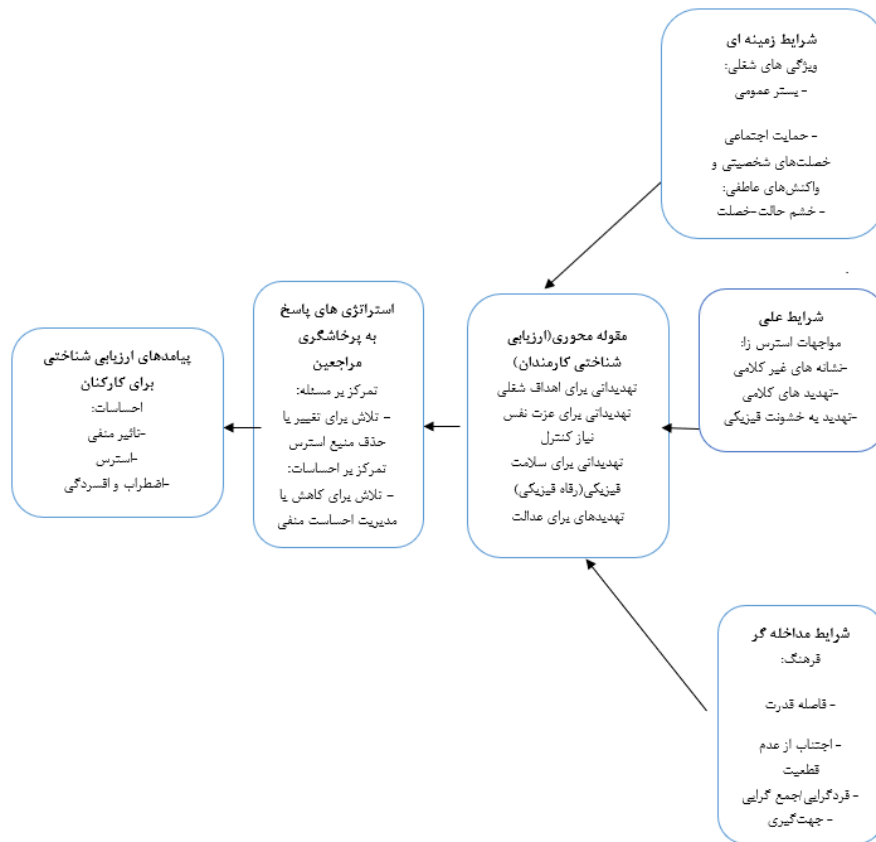 شرایط زمینه ای
ویژگی های شغلی:
- بستر عمومی
- حمایت اجتماعی
خصلت‌های شخصیتی و
واکنش‌های عاطفی:
- خشم حالت-خصلت
شرایط علی
مواجهات استرس زا:
-نشانه های غیر کلامی
-تهدید های کلامی
-تهدید به خشونت فیزیکی
مقوله محوری(ارزیابی
شناختی کارمندان)
تهدیداتی برای اهداف شغلی
تهدیداتی برای عزت نفس
نیاز کنترل
تهدیداتی برای سلامت
فیزیکی(رفاه فیزیکی)
تهدیدهای برای عدالت
استراتژی های پاسخ
به پرخاشگری
مراجعین
تمرکز بر مسئله:
- تلاش برای تغییر یا
حذف منبع استرس
تمرکز بر احساسات:
- تلاش برای کاهش یا
مدیریت احساست منفی
پیامدهای ارزیابی شناختی
برای کارکنان
احساسات:
-تاثیر منفی
-استرس
-اضطراب و افسردگی
شرایط مداخله گر
فرهنگ:
- فاصله قدرت
- اجتناب از عدم
قطعیت
- فردگرایی/جمع گرایی
- جهت‌گیری